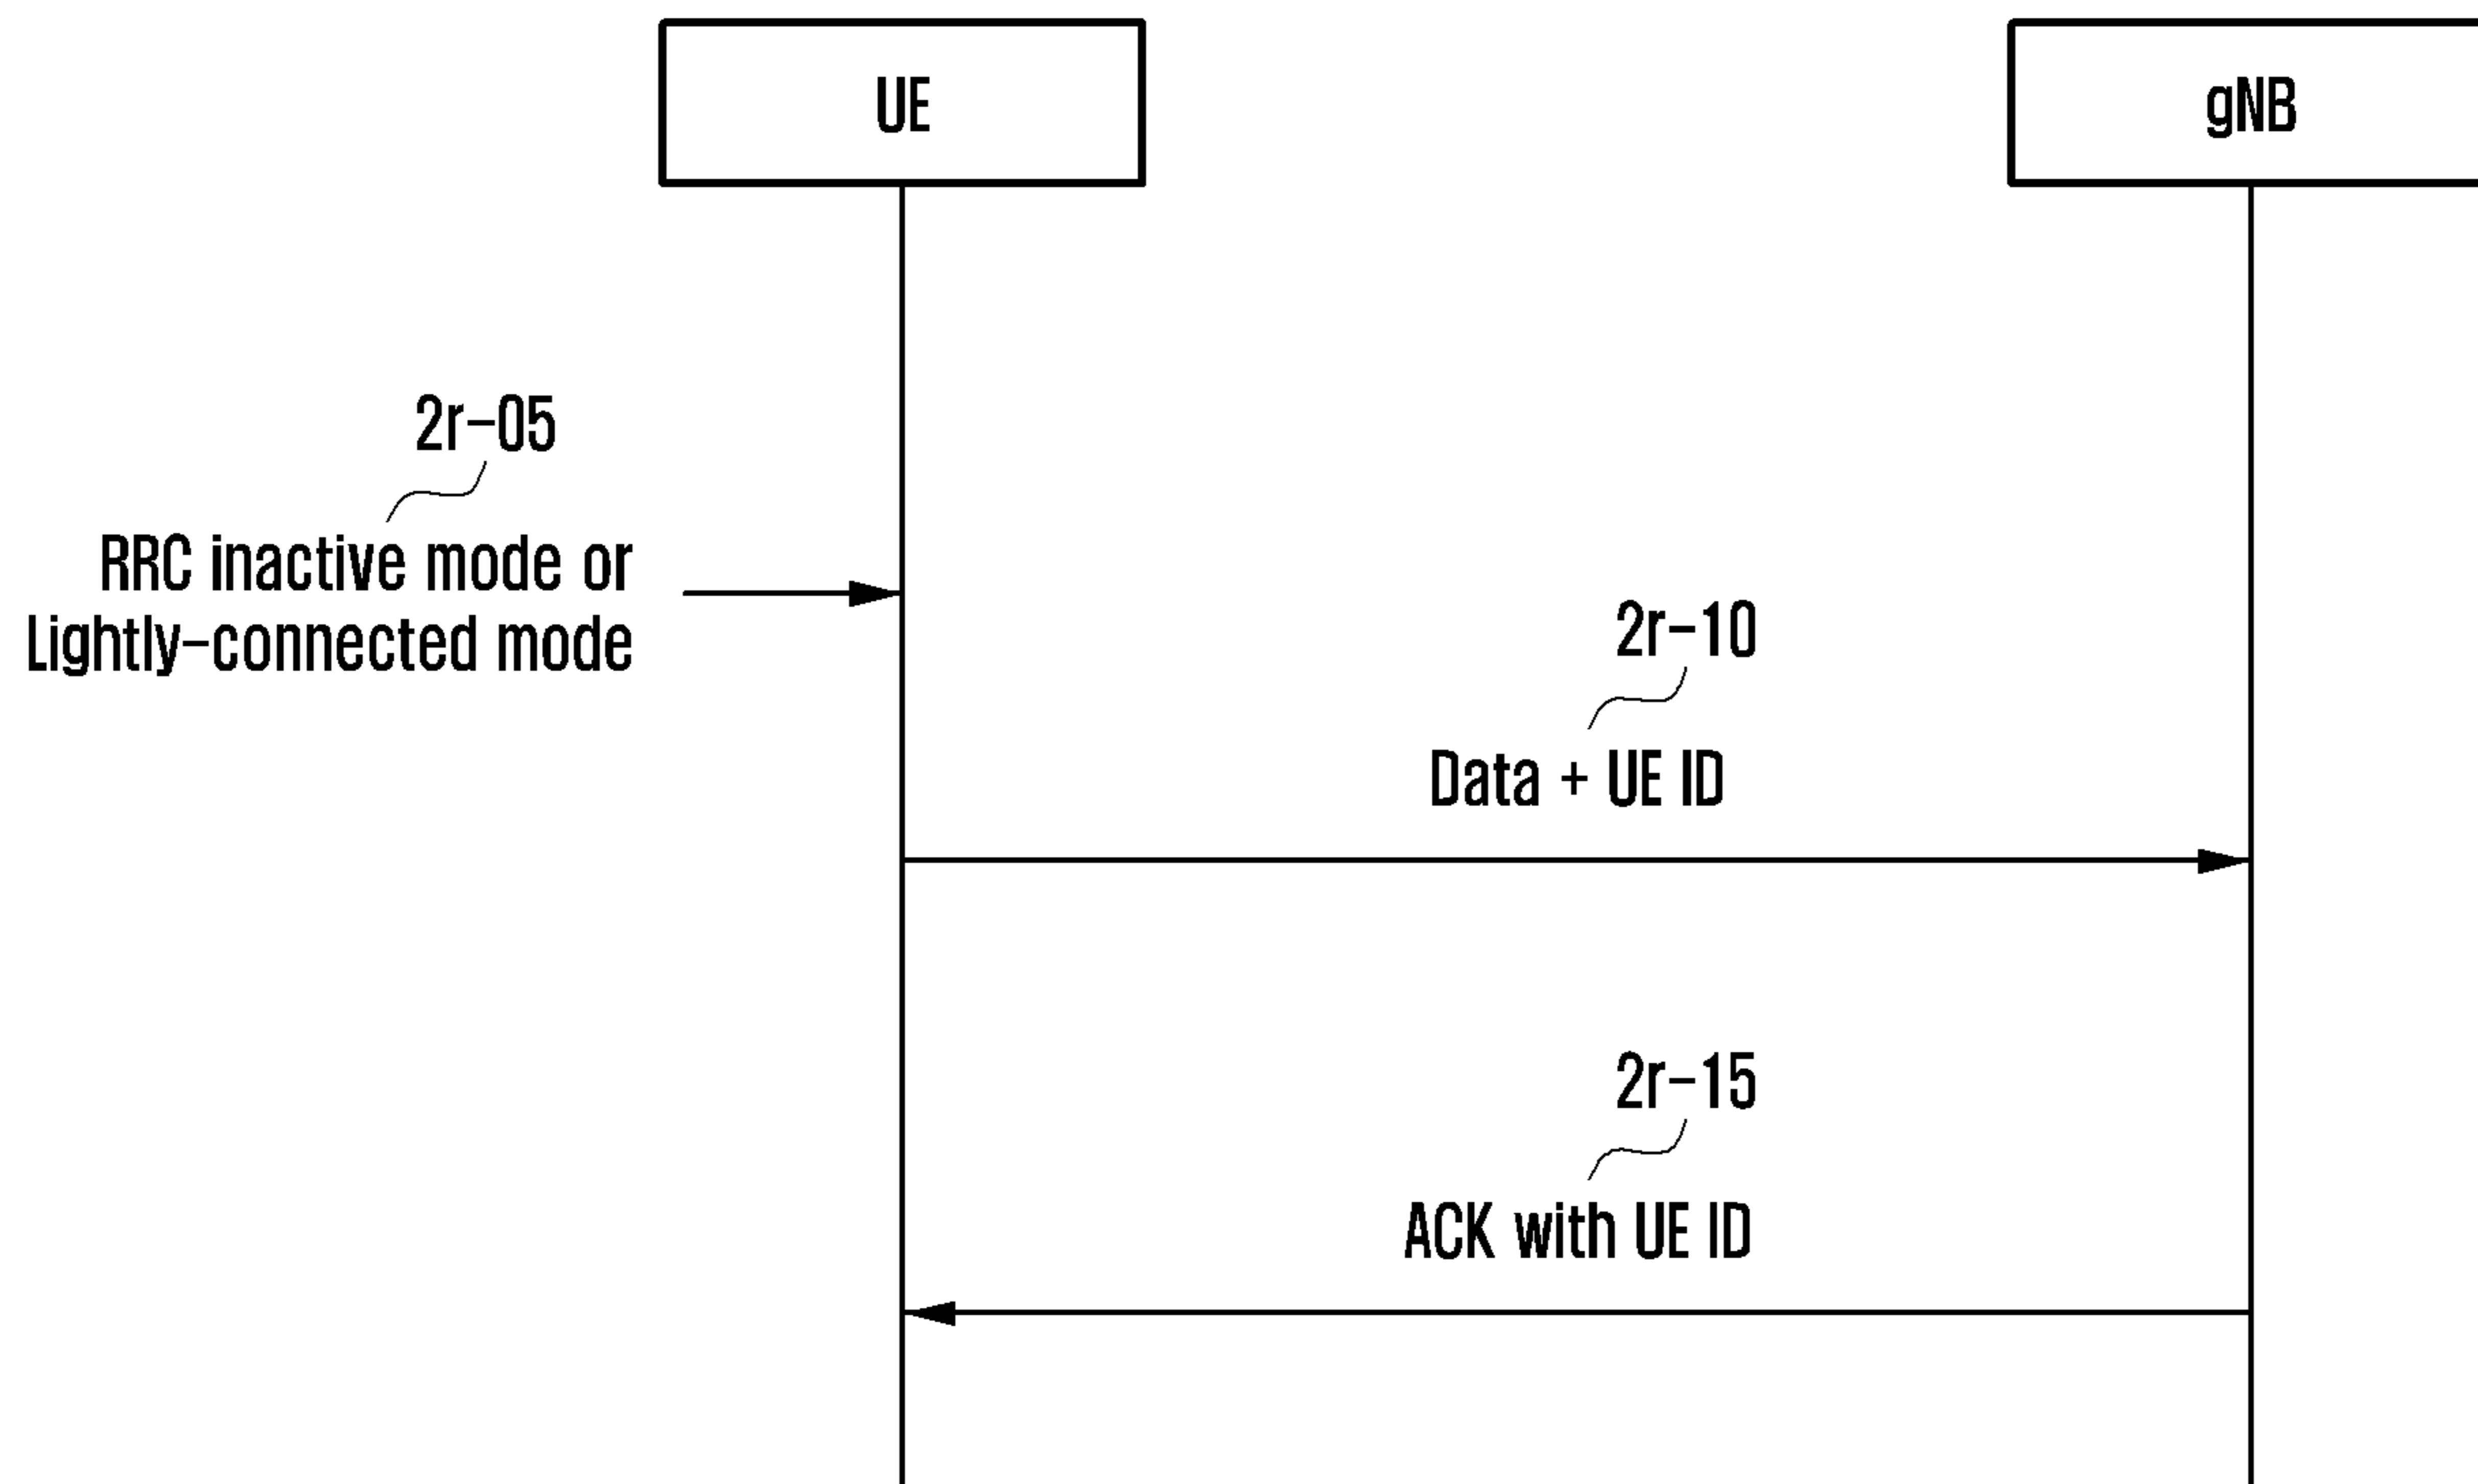 UE
gNB
2r-05
RRC inactive mode or
Lightly-connected mode
2r-10
Data + UE ID
2r-15
ACK with UE ID